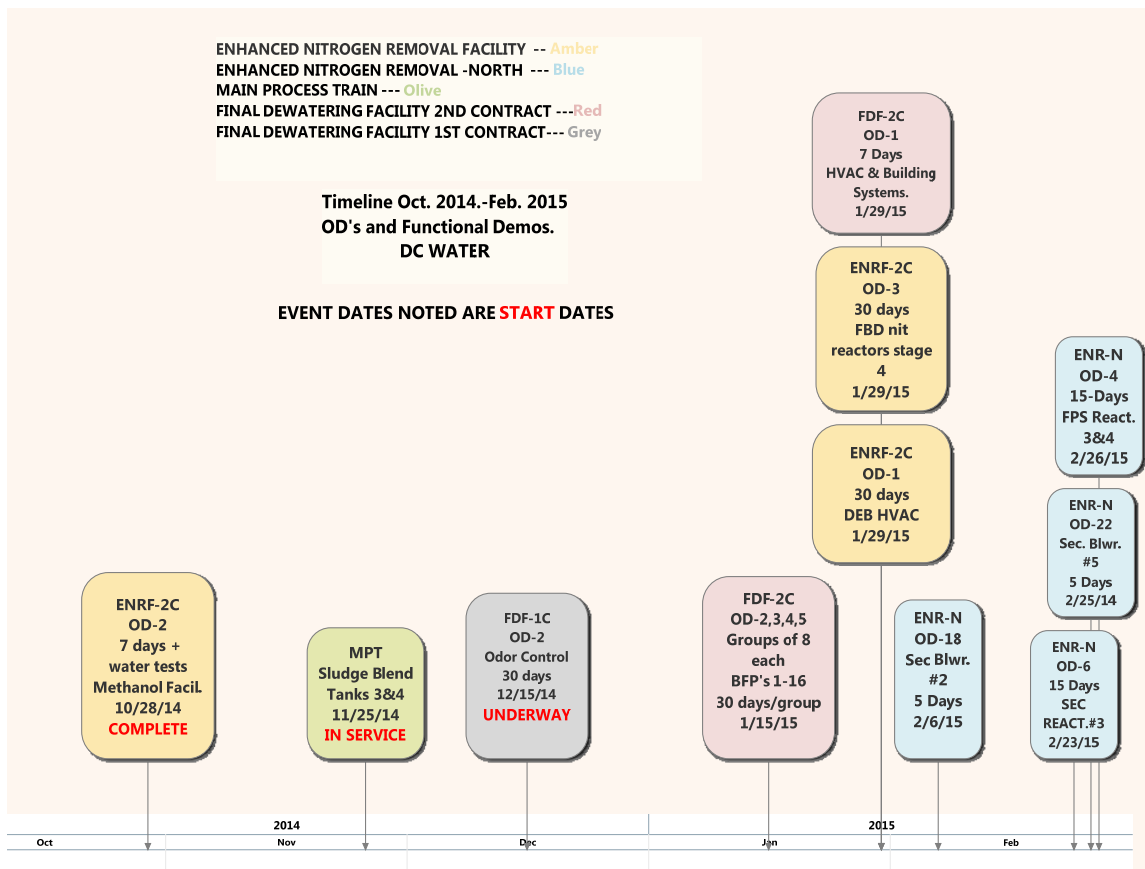 ENHANCED NITROGEN REMOVAL FACILITY -- Amber
ENHANCED NITROGEN REMOVAL -NORTH --- Blue
MAIN PROCESS TRAIN --- Olive
FINAL DEWATERING FACILITY 2ND CONTRACT ---Red
FINAL DEWATERING FACILITY 1ST CONTRACT--- Grey
Timeline Oct. 2014.-Feb. 2015
OD's and Functional Demos.
DC WATER
EVENT DATES NOTED ARE START DATES
ENRF-2C
OD-2
7 days +
water tests
Methanol Facil.
10/28/14
COMPLETE
MPT
Sludge Blend
Tanks 3&4
11/25/14
IN SERVICE
FDF-1C
OD-2
Odor Control
30 days
12/15/14
UNDERWAY
FDF-2C
OD-2,3,4,5
Groups of 8
each
BFP's 1-16
30 days/group
1/15/15
FDF-2C
OD-1
7 Days
HVAC & Building
Systems.
1/29/15
ENRF-2C
OD-3
30 days
FBD nit
reactors stage
4
1/29/15
ENRF-2C
OD-1
30 days
DEB HVAC
1/29/15
ENR-N
OD-18
Sec Blwr.
#2
5 Days
2/6/15
ENR-N
OD-4
15-Days
FPS React.
3&4
2/26/15
ENR-N
OD-22
Sec. Blwr.
#5
5 Days
2/25/14
ENR-N
OD-6
15 Days
SEC
REACT.#3
2/23/15
2014
2015
Oct
Nov
Dec
Jan
Feb